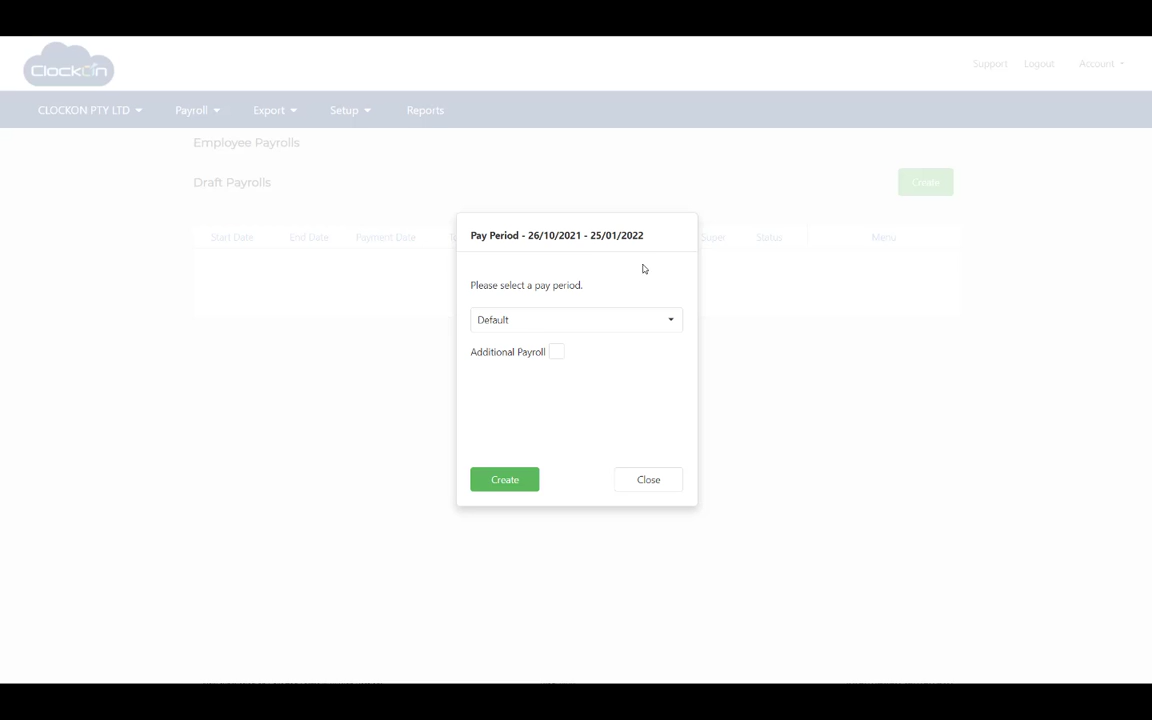 ClockOn
Support Logout Account
CLOCKON PTY LTD Payroll Export Setup Reports
Employee Payrolls
Draft Payrolls
Create
Start Date End Date Payment Date Super Status Menu
Pay Period - 26/10/2021 - 25/01/2022
Please select a pay period.
Default
Additional Payroll
Create Close